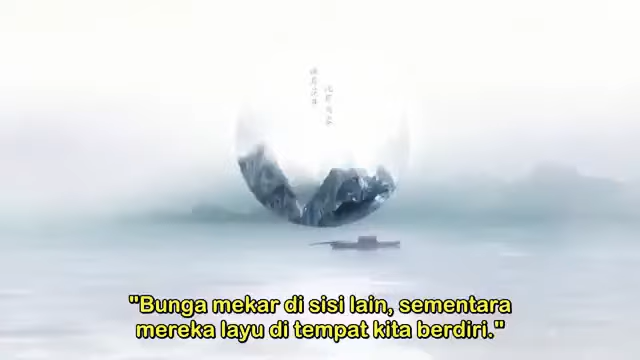 "Bunga mekar di sisi lain, sementara
mereka layu di tempat kita berdiri."